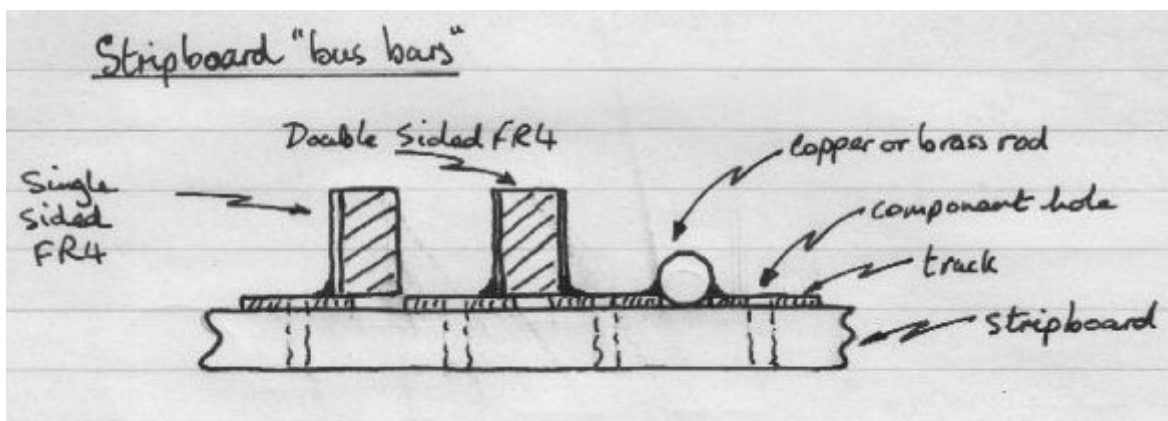 Stripboard "bus bars"
Double Sided FR4
copper or brass rod
Single
sided
FR4
component hole
track
stripboard